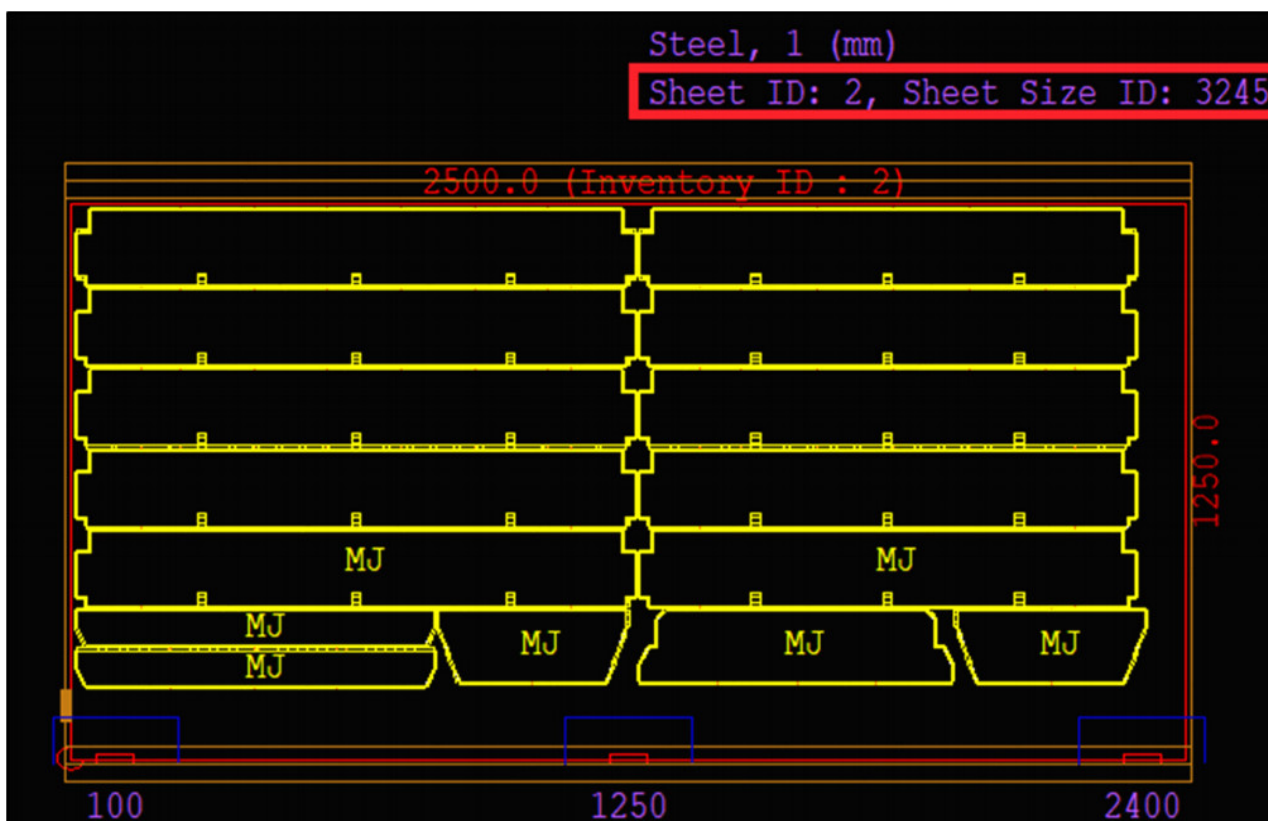 Steel, 1 (mm)
Sheet ID: 2, Sheet Size ID: 3245
2500.0 (Inventory ID : 2)
1250.0
MJ MJ
MJ
MJ MJ MJ
MJ
100 1250 2400